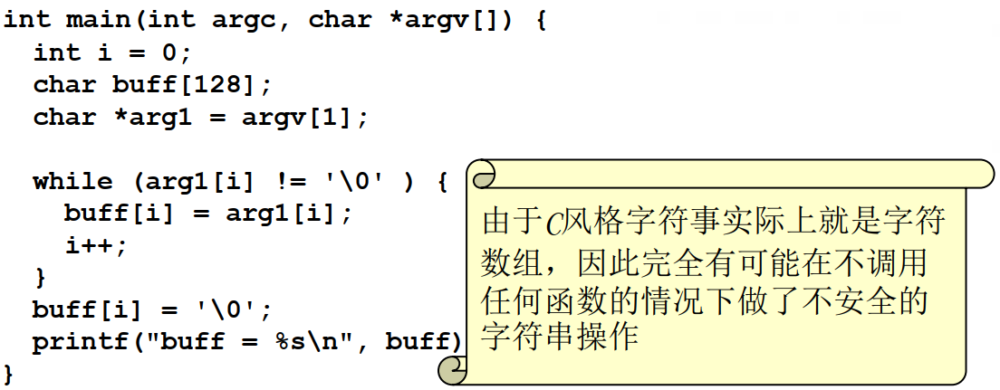 int main(int argc, char *argv[]) {
int i = 0;
char buff[128];
char *arg1 = argv[1];
while (arg1[i] != '\0' ) {
buff[i] = arg1[i];
i++;
}
buff[i] = '\0';
printf("buff = %s\n", buff)
}
由于C风格字符事实际上就是字符
数组，因此完全有可能在不调用
任何函数的情况下做了不安全的
字符串操作